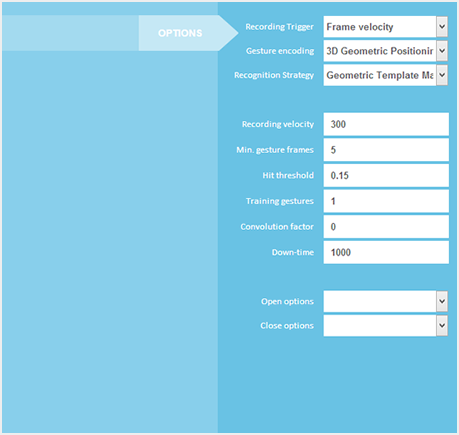 OPTIONS
Recording Trigger Frame velocity
Gesture encoding 3D Geometric Positionin
Recognition Strategy Geometric Template Ma
Recording velocity 300
Min. gesture frames 5
Hit threshold 0.15
Training gestures 1
Convolution factor 0
Down-time 1000
Open options
Close options